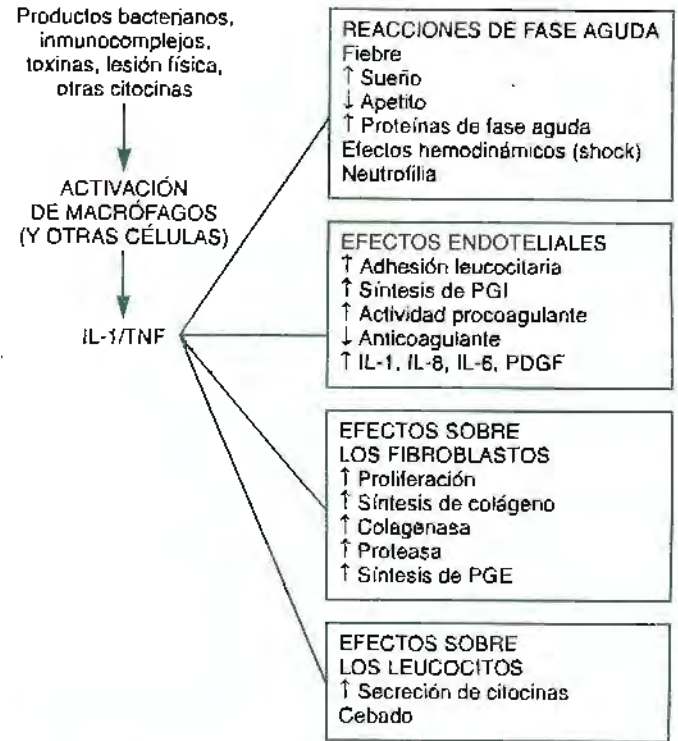 Productos bacterianos,
inmunocomplejos,
toxinas, lesión física,
otras citocinas
ACTIVACIÓN
DE MACRÓFAGOS
(Y OTRAS CÉLULAS)
IL-1/TNF
REACCIONES DE FASE AGUDA
Fiebre
↑ Sueño
↓ Apetito
↑ Proteínas de fase aguda
Efectos hemodinámicos (shock)
Neutrofilia
EFECTOS ENDOTELIALES
↑ Adhesión leucocitaria
↑ Síntesis de PGI
↑ Actividad procoagulante
↓ Anticoagulante
↑ IL-1, IL-8, IL-6, PDGF
EFECTOS SOBRE
LOS FIBROBLASTOS
↑ Proliferación
↑ Síntesis de colágeno
↑ Colagenasa
↑ Proteasa
↑ Síntesis de PGE
EFECTOS SOBRE
LOS LEUCOCITOS
↑ Secreción de citocinas
Cebado